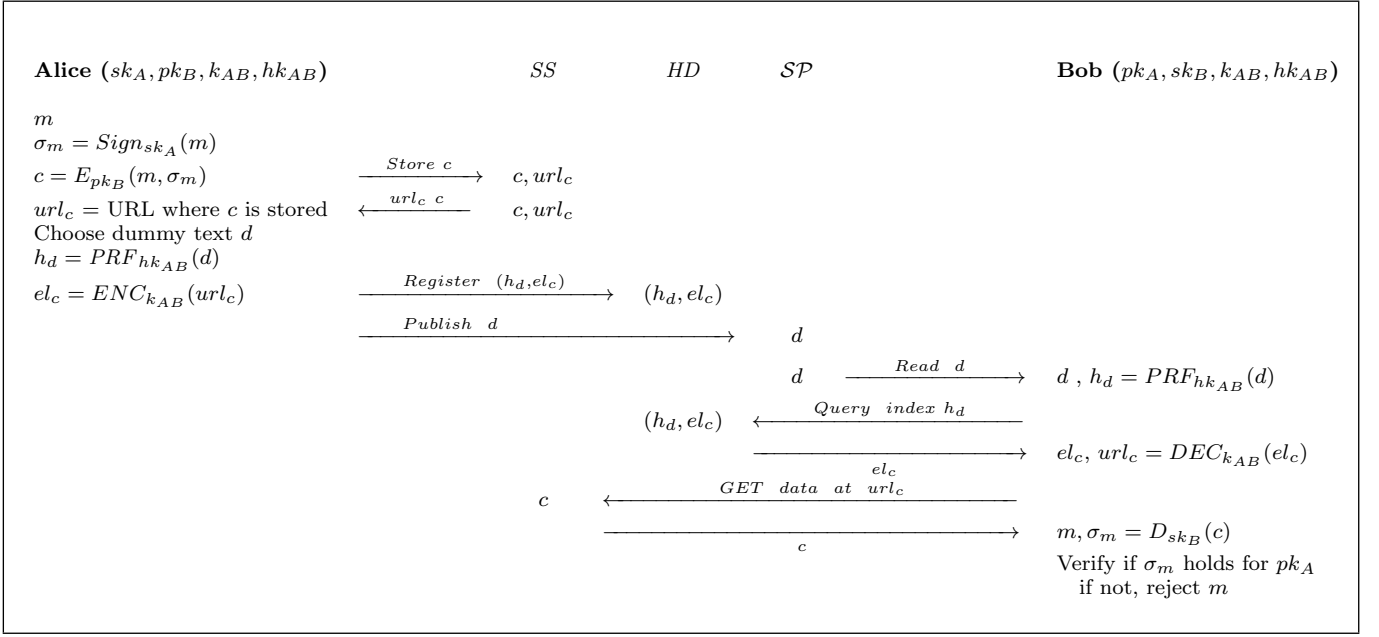 Alice (sk_A, pk_B, k_AB, hk_AB) SS HD SP Bob (pk_A, sk_B, k_AB, hk_AB)
m
σ_m = Sign_{sk_A}(m)
c = E_{pk_B}(m, σ_m) Store c c, url_c
url_c = URL where c is stored url_c c c, url_c
Choose dummy text d
h_d = PRF_{hk_AB}(d)
el_c = ENC_{k_AB}(url_c) Register (h_d,el_c) (h_d, el_c)
Publish d d
d Read d d , h_d = PRF_{hk_AB}(d)
(h_d, el_c) Query index h_d
el_c el_c, url_c = DEC_{k_AB}(el_c)
c GET data at url_c
c m, σ_m = D_{sk_B}(c)
Verify if σ_m holds for pk_A
if not, reject m